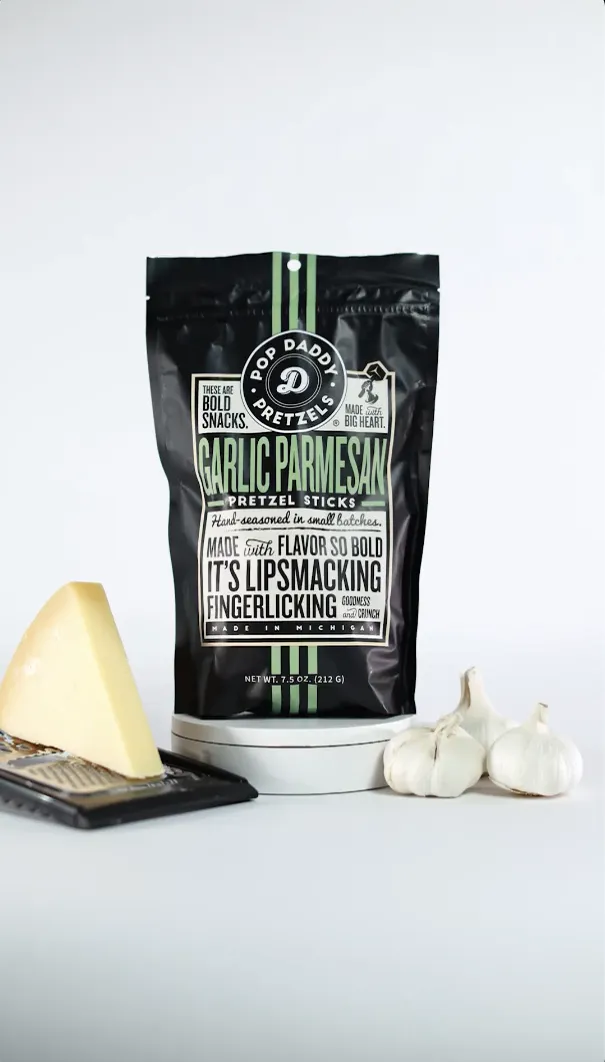 POP DADDY
D
PRETZELS
®
THESE ARE
BOLD
SNACKS.
MADE with
BIG HEART.
GARLIC PARMESAN
PRETZEL STICKS
Hand-seasoned in small batches.
MADE with FLAVOR SO BOLD
IT'S LIPSMACKING
FINGERLICKING GOODNESS
and CRUNCH
MADE IN MICHIGAN
NET WT. 7.5 OZ. (212 G)